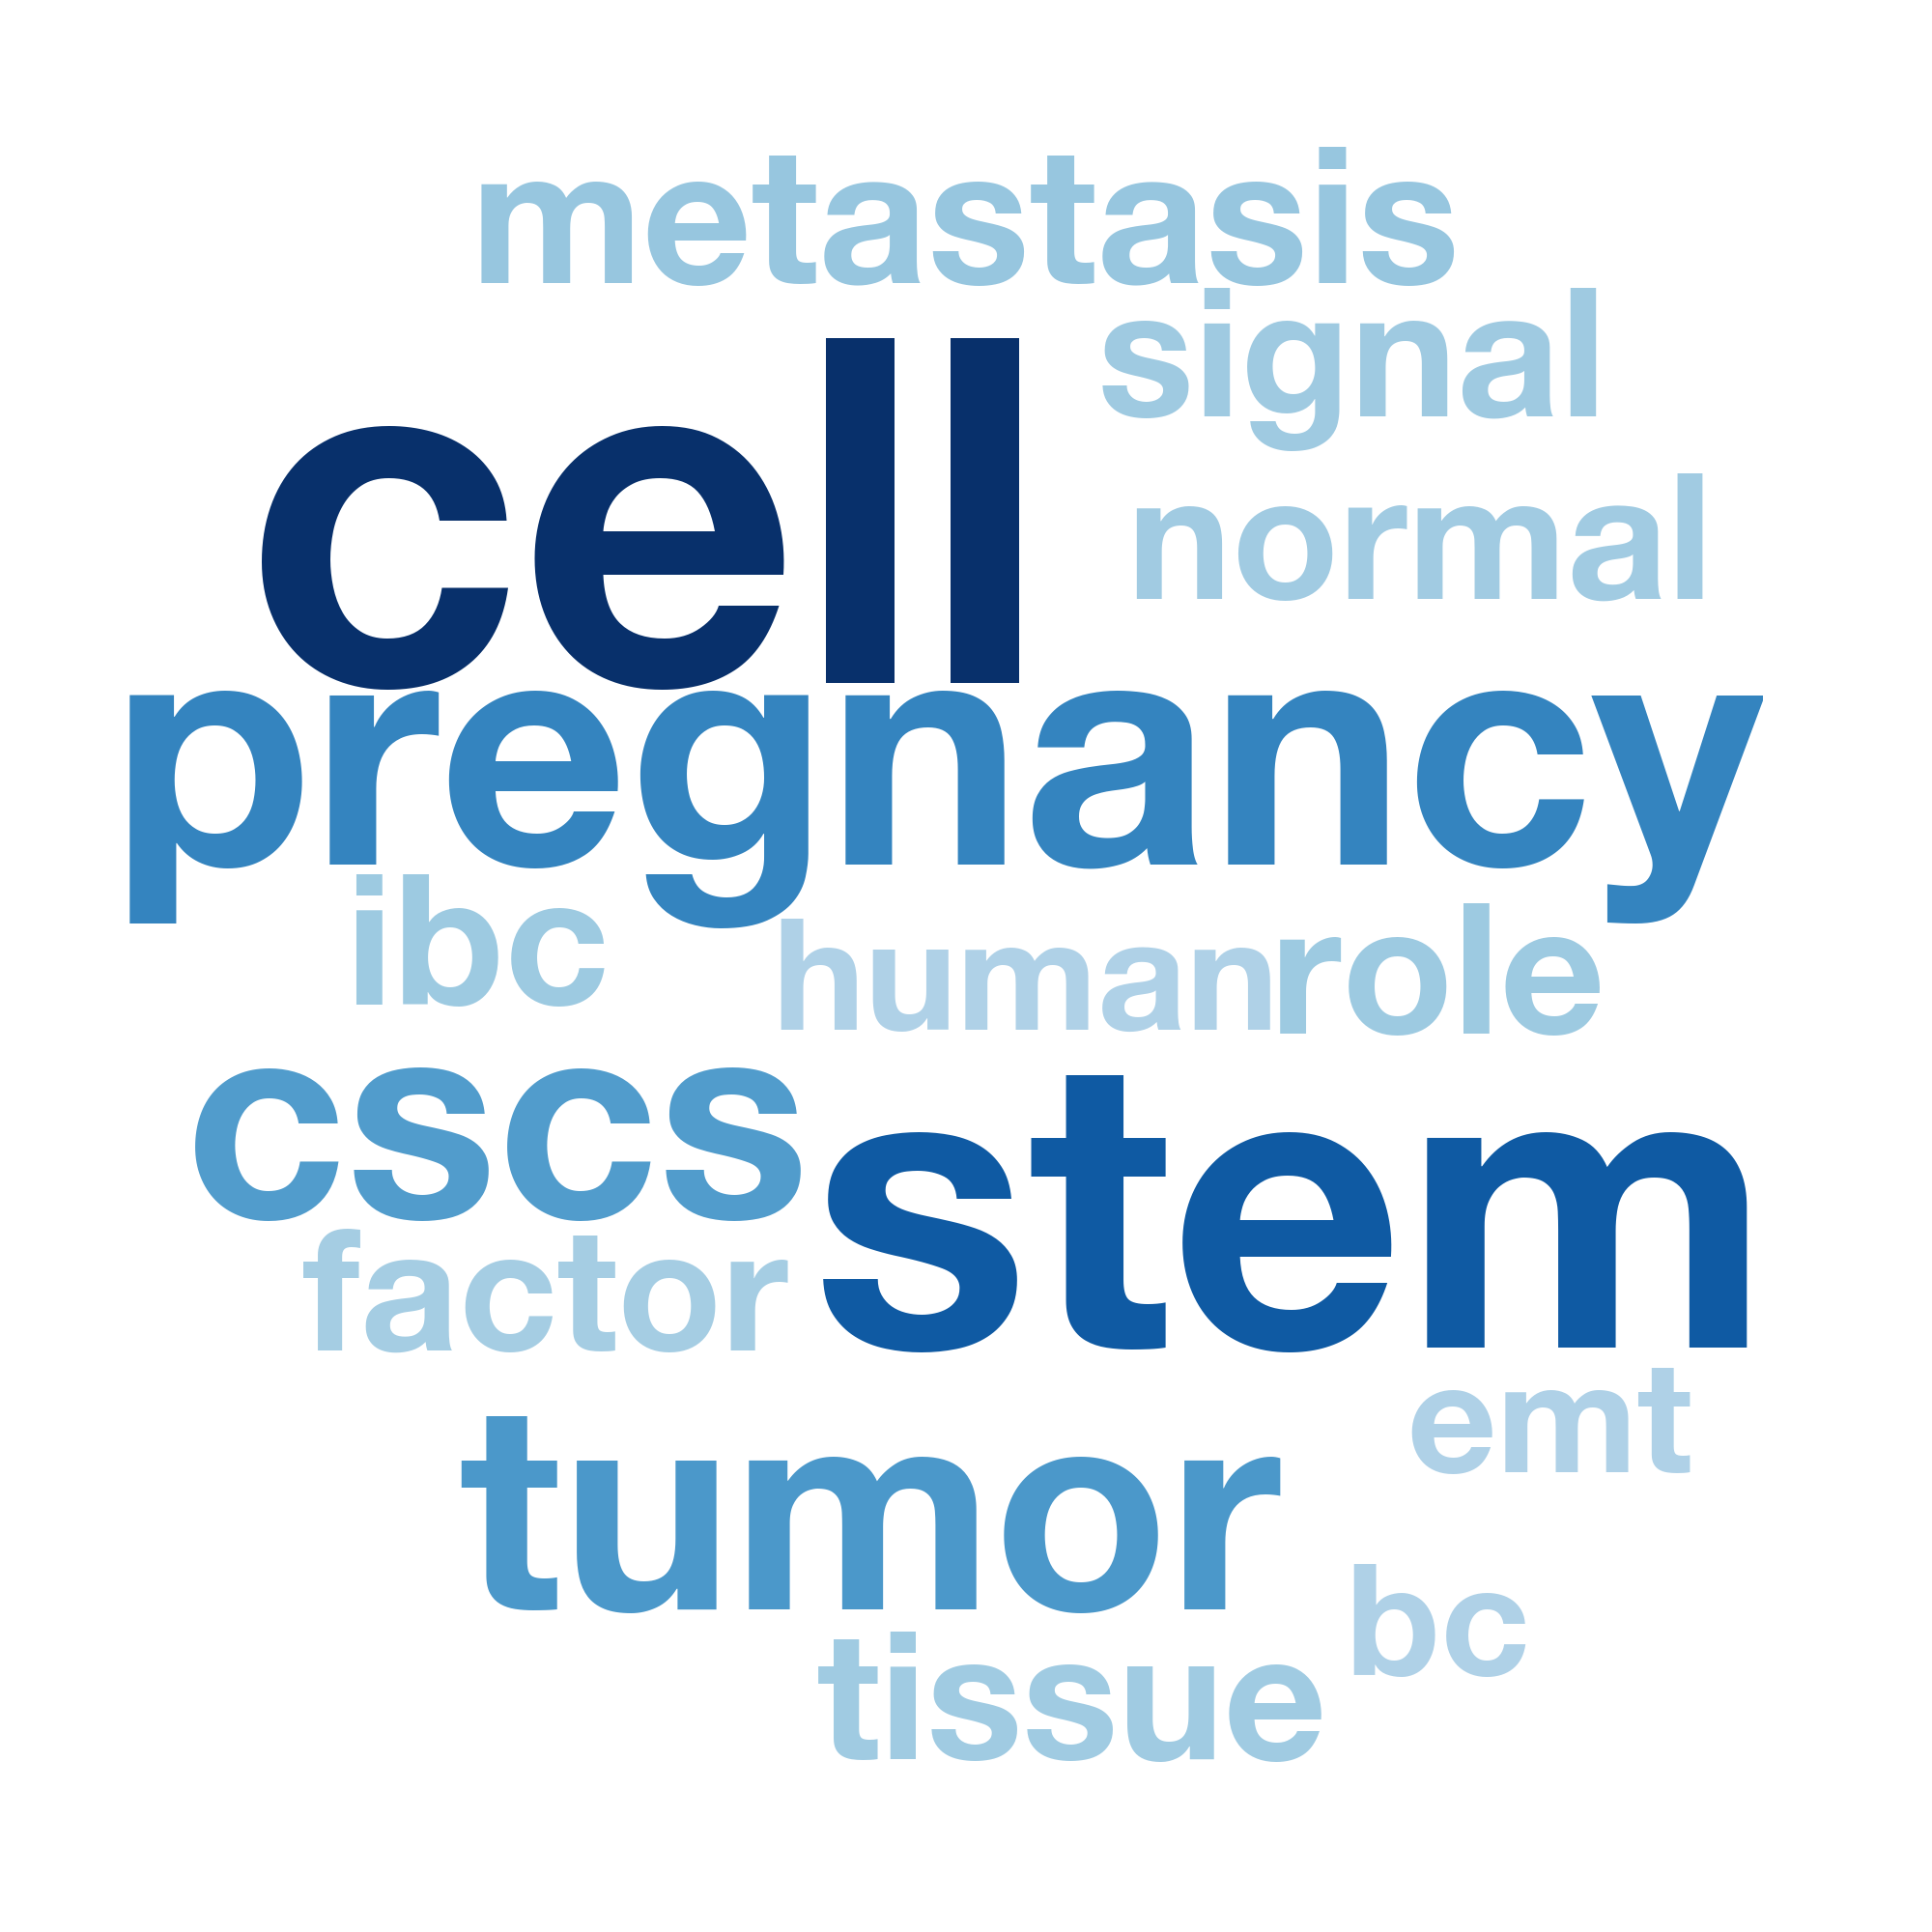 metastasis
signal
cell
normal
pregnancy
ibc
human role
cscs
stem
factor
emt
tumor
bc
tissue